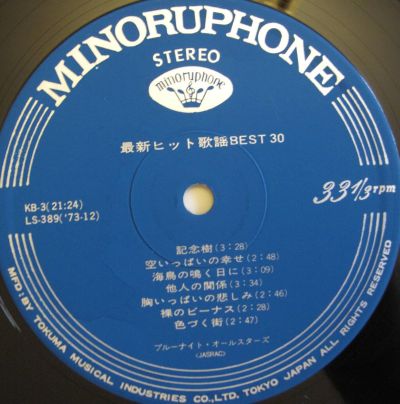 MINORUPHONE
STEREO
minoruphone
最新ヒット歌謡BEST 30
KB-3(21:24)
LS-389('73-12)
33 1/3 rpm
記念樹(3:28)
空いっぱいの幸せ(2:48)
海鳥の鳴く日に(3:09)
他人の関係(3:34)
胸いっぱいの悲しみ(2:46)
裸のビーナス(2:28)
色づく街(2:47)
ブルーナイト・オールスターズ
(JASRAC)
MFD: BY TOKUMA MUSICAL INDUSTRIES CO., LTD. TOKYO JAPAN ALL RIGHTS RESERVED